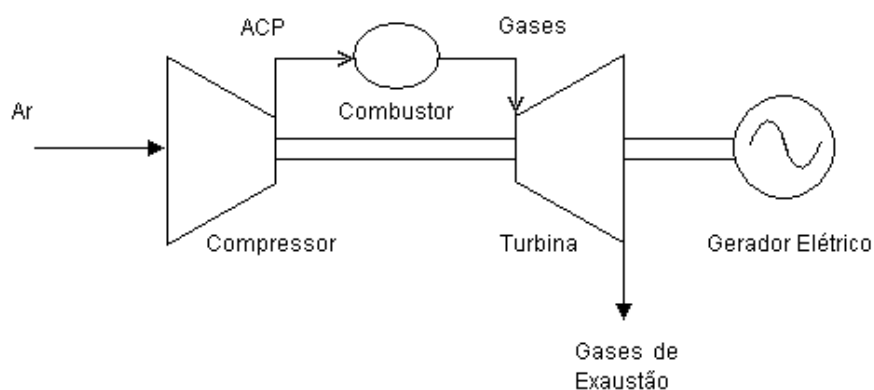 ACP
Gases
Ar
Combustor
Compressor
Turbina
Gerador Elétrico
Gases de
Exaustão